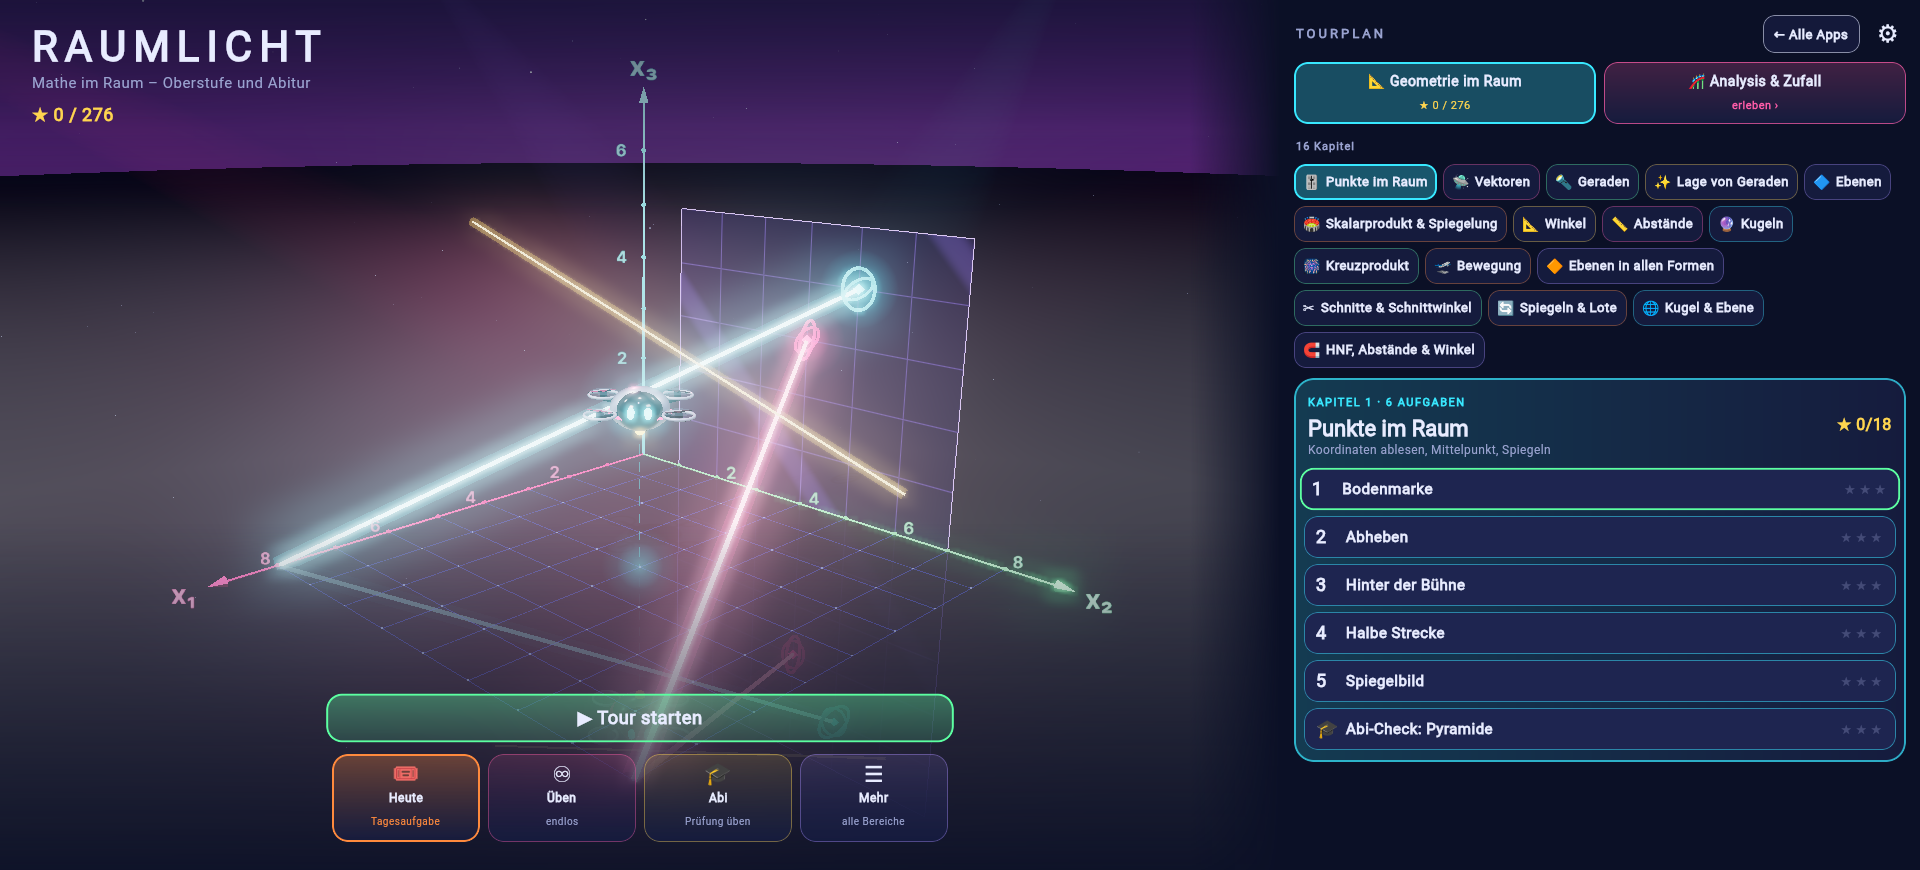 RAUMLICHT
Mathe im Raum – Oberstufe und Abitur
★ 0 / 276
X₃
6
4
2
2
4
6
8
X₁
2
4
6
8
X₂
▶ Tour starten
Heute
Tagesaufgabe
♾ Üben
endlos
Abi
Prüfung üben
☰ Mehr
alle Bereiche
TOURPLAN
← Alle Apps
Geometrie im Raum
★ 0 / 276
Analysis & Zufall
erleben ›
16 Kapitel
Punkte im Raum
Vektoren
Geraden
Lage von Geraden
Ebenen
Skalarprodukt & Spiegelung
Winkel
Abstände
Kugeln
Kreuzprodukt
Bewegung
Ebenen in allen Formen
Schnitte & Schnittwinkel
Spiegeln & Lote
Kugel & Ebene
HNF, Abstände & Winkel
KAPITEL 1 · 6 AUFGABEN
Punkte im Raum
★ 0/18
Koordinaten ablesen, Mittelpunkt, Spiegeln
1 Bodenmarke ★★★
2 Abheben ★★★
3 Hinter der Bühne ★★★
4 Halbe Strecke ★★★
5 Spiegelbild ★★★
Abi-Check: Pyramide ★★★